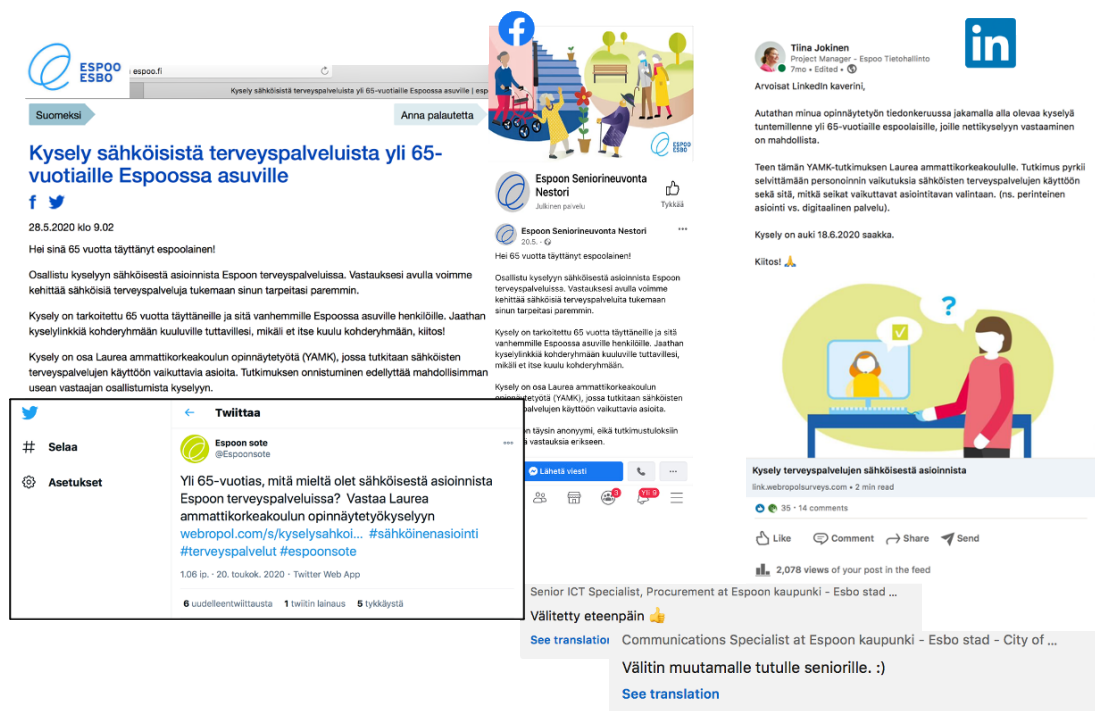 ESPOO
ESBO
espoo.fi
Kysely sähköisistä terveyspalveluista yli 65-vuotiaille Espoossa asuville | esp
Suomeksi
Anna palautetta
Kysely sähköisistä terveyspalveluista yli 65-
vuotiaille Espoossa asuville
28.5.2020 klo 9.02
Hei sinä 65 vuotta täyttänyt espoolainen!
Osallistu kyselyyn sähköisestä asioinnista Espoon terveyspalveluissa. Vastauksesi avulla voimme
kehittää sähköisiä terveyspalveluja tukemaan sinun tarpeitasi paremmin.
Kysely on tarkoitettu 65 vuotta täyttäneille ja sitä vanhemmille Espoossa asuville henkilöille. Jaathan
kyselylinkkiä kohderyhmään kuuluville tuttavillesi, mikäli et itse kuulu kohderyhmään, kiitos!
Kysely on osa Laurea ammattikorkeakoulun opinnäytetyötä (YAMK), jossa tutkitaan sähköisten
terveyspalvelujen käyttöön vaikuttavia asioita. Tutkimuksen onnistuminen edellyttää mahdollisimman
usean vastaajan osallistumista kyselyyn.
Twiittaa
Selaa
Asetukset
Espoon sote
@Espoonsote
Yli 65-vuotias, mitä mieltä olet sähköisestä asioinnista
Espoon terveyspalveluissa? Vastaa Laurea
ammattikorkeakoulun opinnäytetyökyselyyn
webropol.com/s/kyselysahkoi... #sähköinenasiointi
#terveyspalvelut #espoonsote
1.06 ip. · 20. toukok. 2020 · Twitter Web App
6 uudelleentwiittausta 1 twiitin lainaus 5 tykkäystä
ESPOO
ESBO
Espoon Seniorineuvonta
Nestori
Julkinen palvelu
Tykkää
Espoon Seniorineuvonta Nestori
20.5. ·
Hei 65 vuotta täyttänyt espoolainen!
Osallistu kyselyyn sähköisestä asioinnista Espoon
terveyspalveluissa. Vastauksesi avulla voimme
kehittää sähköisiä terveyspalveluita tukemaan
sinun tarpeitasi paremmin.
Kysely on tarkoitettu 65 vuotta täyttäneille ja sitä
vanhemmille Espoossa asuville henkilöille. Jaathan
kyselylinkkiä kohderyhmään kuuluville tuttavillesi,
mikäli et itse kuulu kohderyhmään.
Kysely on osa Laurea ammattikorkeakoulun
opinnäytetyötä (YAMK), jossa tutkitaan sähköisten
palvelujen käyttöön vaikuttavia asioita.
on täysin anonyymi, eikä tutkimustuloksiin
vastauksia erikseen.
Lähetä viesti
3
Yli 9
in
Tiina Jokinen
Project Manager - Espoo Tietohallinto
7mo • Edited •
Arvoisat LinkedIn kaverini,
Autathan minua opinnäytetyön tiedonkeruussa jakamalla alla olevaa kyselyä
tuntemillenne yli 65-vuotiaille espoolaisille, joille nettikyselyyn vastaaminen
on mahdollista.
Teen tämän YAMK-tutkimuksen Laurea ammattikorkeakoululle. Tutkimus pyrkii
selvittämään personoinnin vaikutuksia sähköisten terveyspalvelujen käyttöön
sekä sitä, mitkä seikat vaikuttavat asiointitavan valintaan. (ns. perinteinen
asiointi vs. digitaalinen palvelu).
Kysely on auki 18.6.2020 saakka.
Kiitos! 🙏
?
Kysely terveyspalvelujen sähköisestä asioinnista
link.webropolsurveys.com • 2 min read
35 · 14 comments
Like Comment Share Send
2,078 views of your post in the feed
Senior ICT Specialist, Procurement at Espoon kaupunki - Esbo stad ...
Välitetty eteenpäin 👍
See translation
Communications Specialist at Espoon kaupunki - Esbo stad - City of ...
Välitin muutamalle tutulle seniorille. :)
See translation